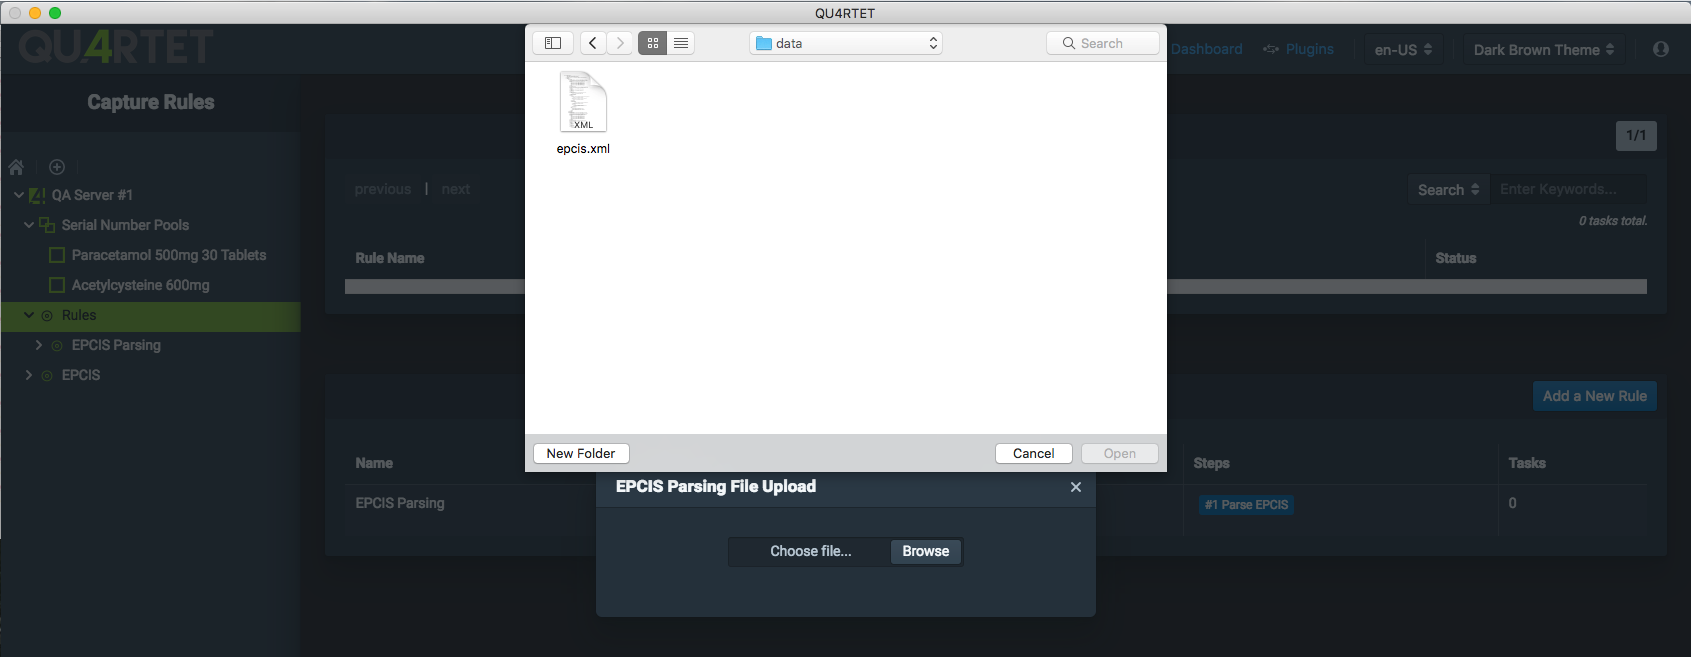 QU4RTET
QU4RTET
data
Search
Dashboard
Plugins
en-US
Dark Brown Theme
Capture Rules
XML
epcis.xml
1/1
QA Server #1
Serial Number Pools
Paracetamol 500mg 30 Tablets
Acetylcysteine 600mg
Rules
EPCIS Parsing
EPCIS
previous | next
Search
Enter Keywords...
0 tasks total.
Rule Name
Status
New Folder
Cancel
Open
EPCIS Parsing File Upload
Choose file...
Browse
Add a New Rule
Name
Steps
Tasks
EPCIS Parsing
#1 Parse EPCIS
0